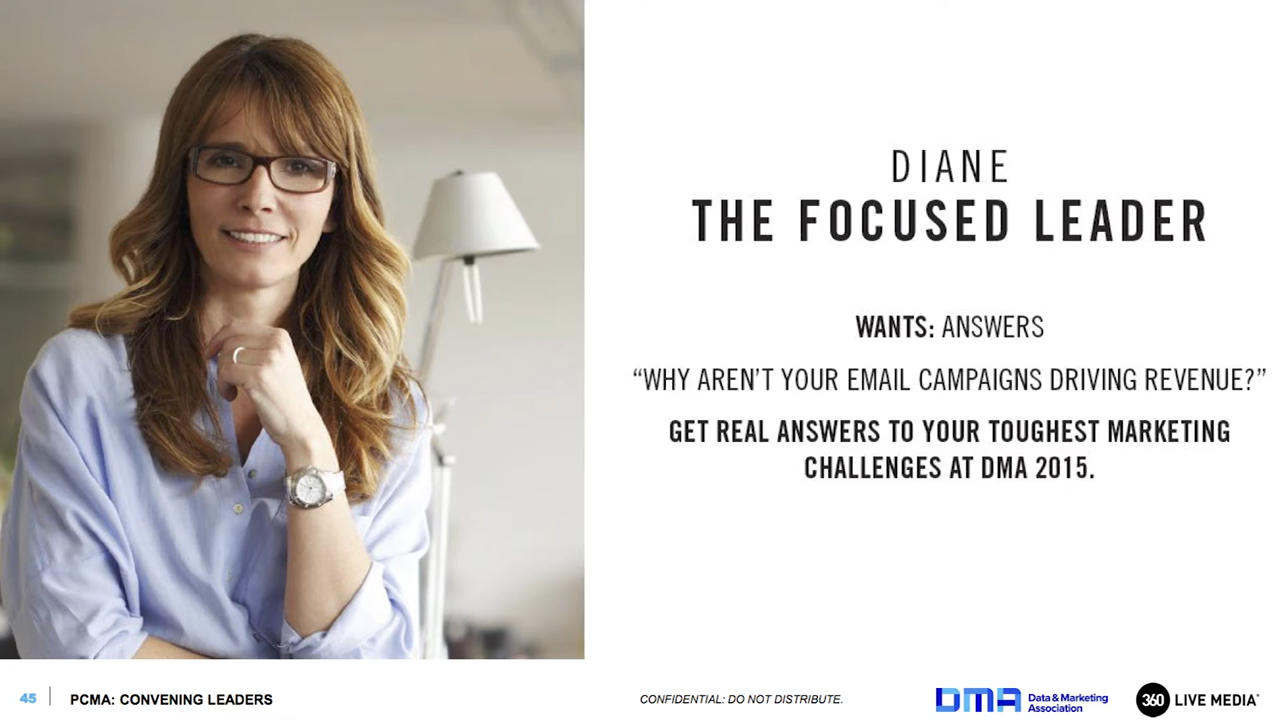 DIANE
THE FOCUSED LEADER
WANTS: ANSWERS
“WHY AREN’T YOUR EMAIL CAMPAIGNS DRIVING REVENUE?”
GET REAL ANSWERS TO YOUR TOUGHEST MARKETING
CHALLENGES AT DMA 2015.
45 | PCMA: CONVENING LEADERS
CONFIDENTIAL: DO NOT DISTRIBUTE.
DMA Data & Marketing
Association
360 LIVE MEDIA